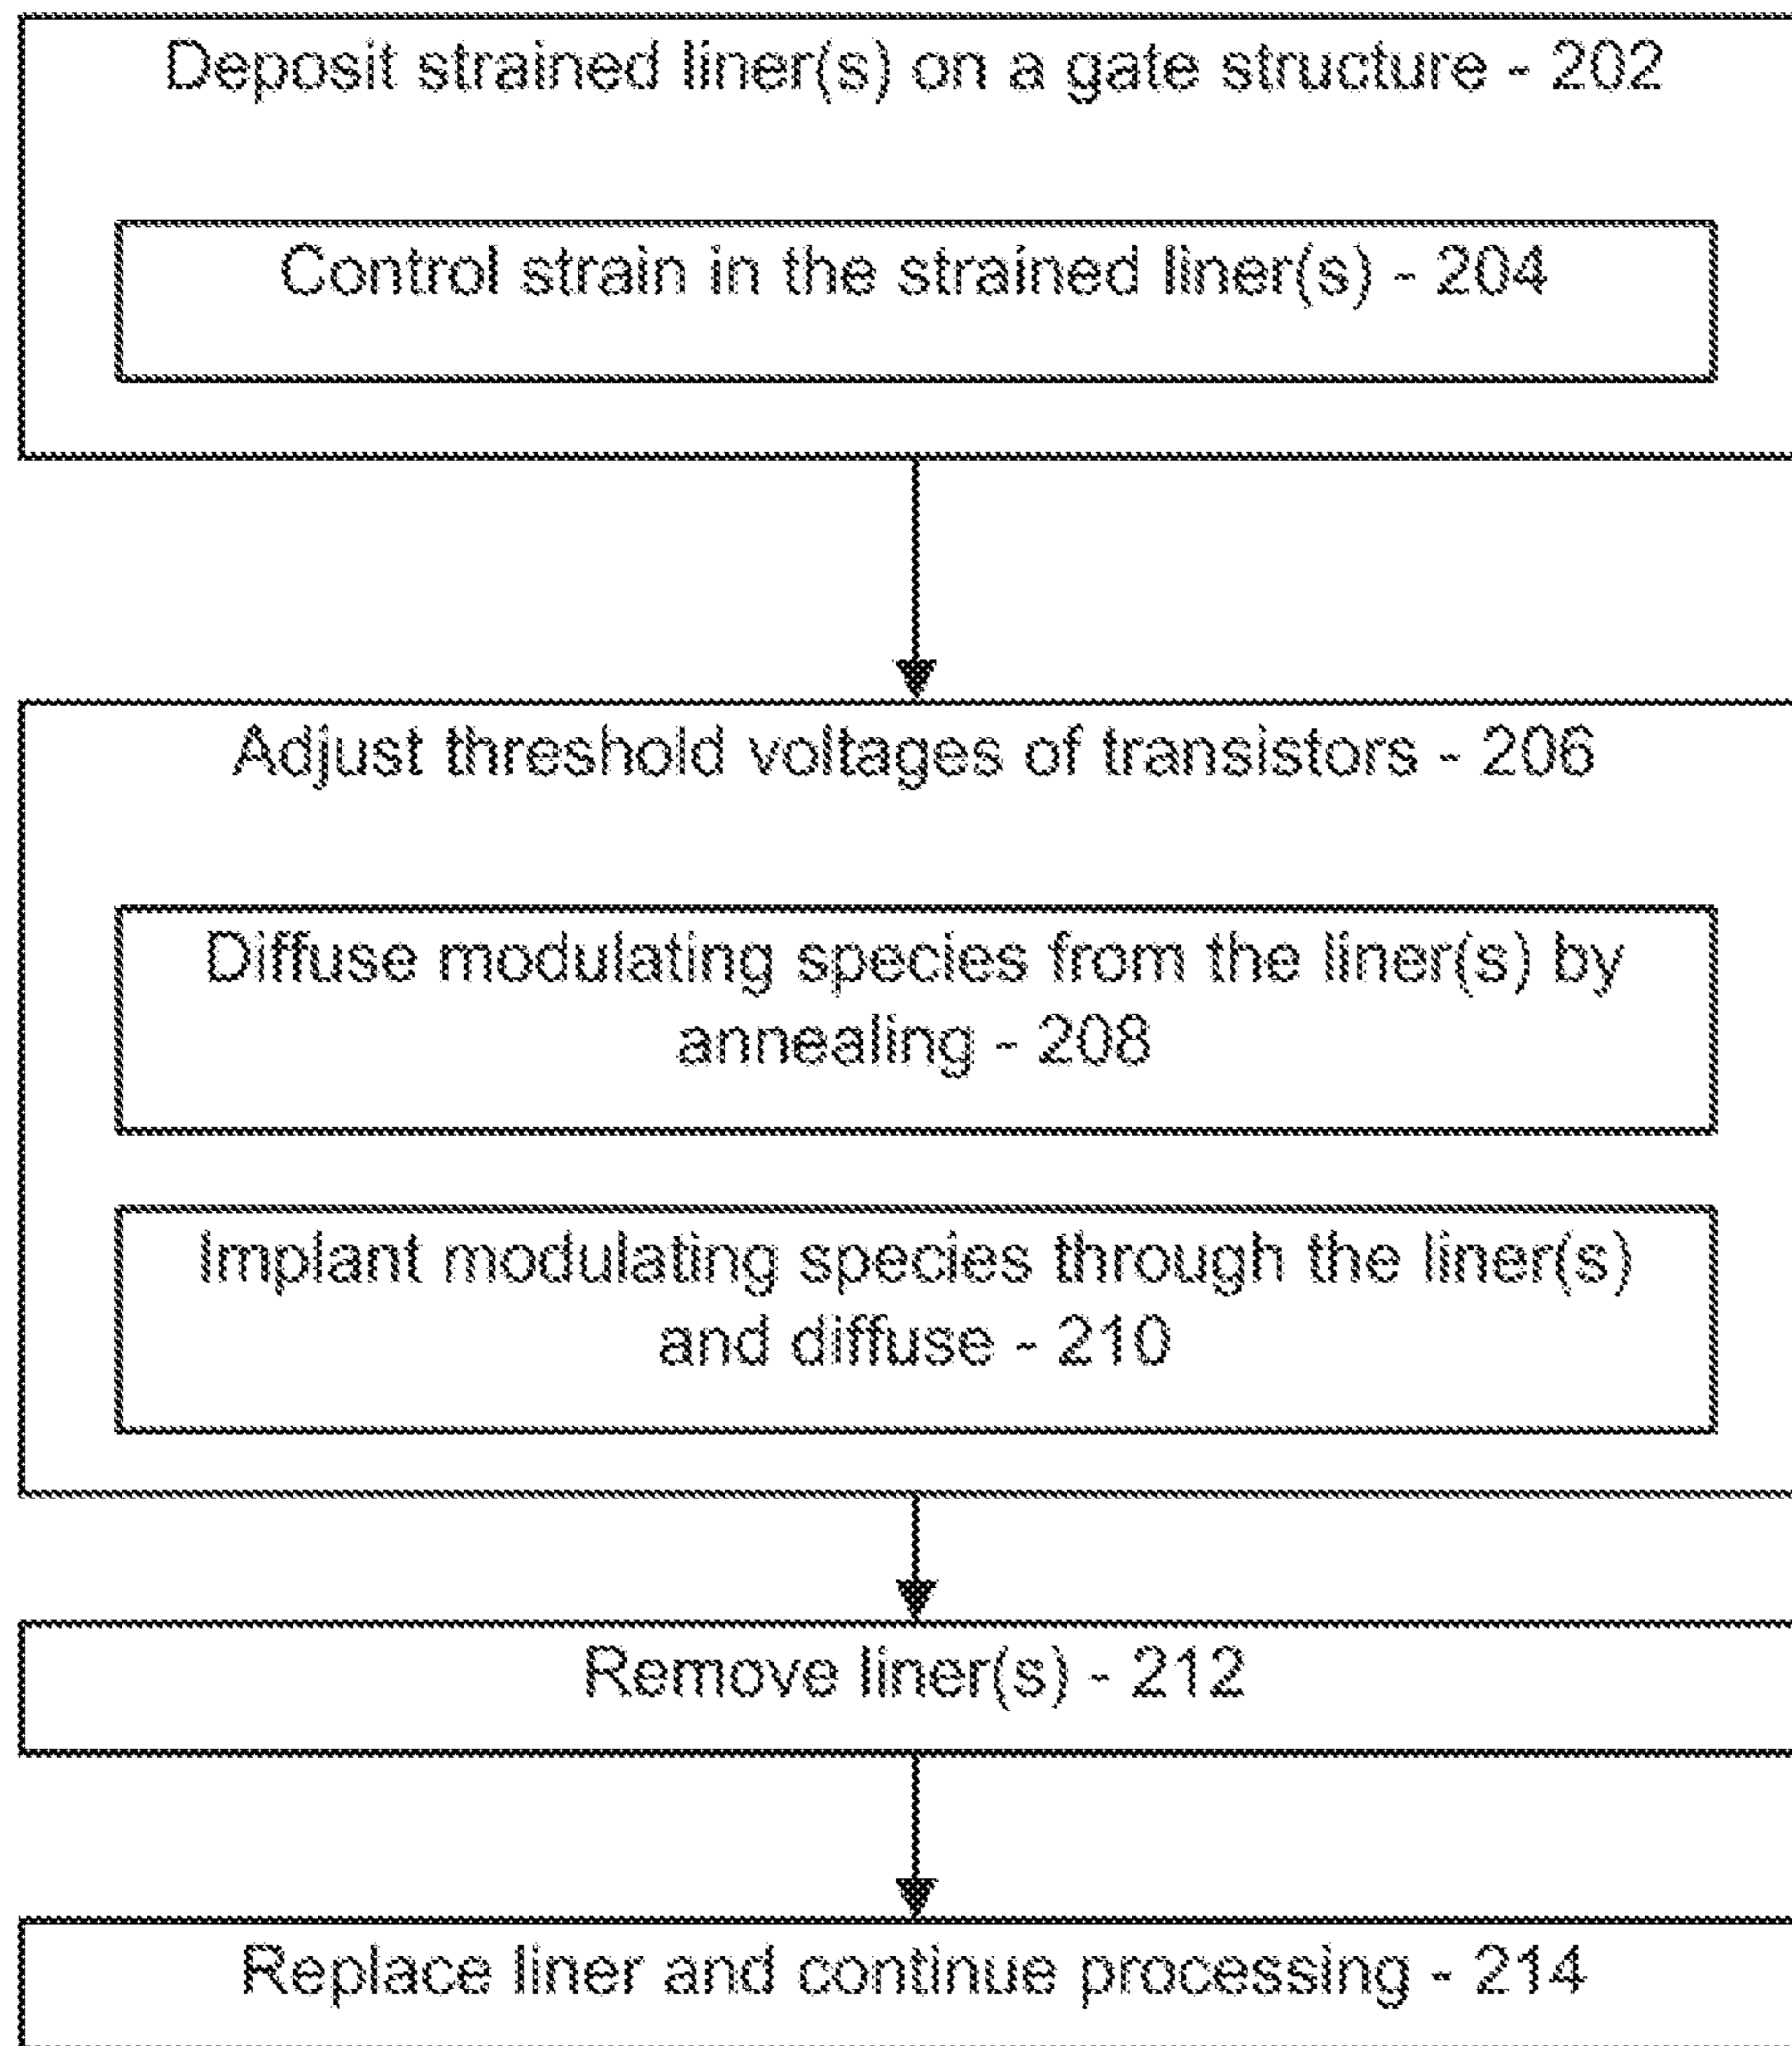 Deposit strained liner(s) on a gate structure - 202
Control strain in the strained liner(s) - 204
Adjust threshold voltages of transistors - 206
Diffuse modulating species from the liner(s) by
annealing - 208
Implant modulating species through the liner(s)
and diffuse - 210
Remove liner(s) - 212
Replace liner and continue processing - 214